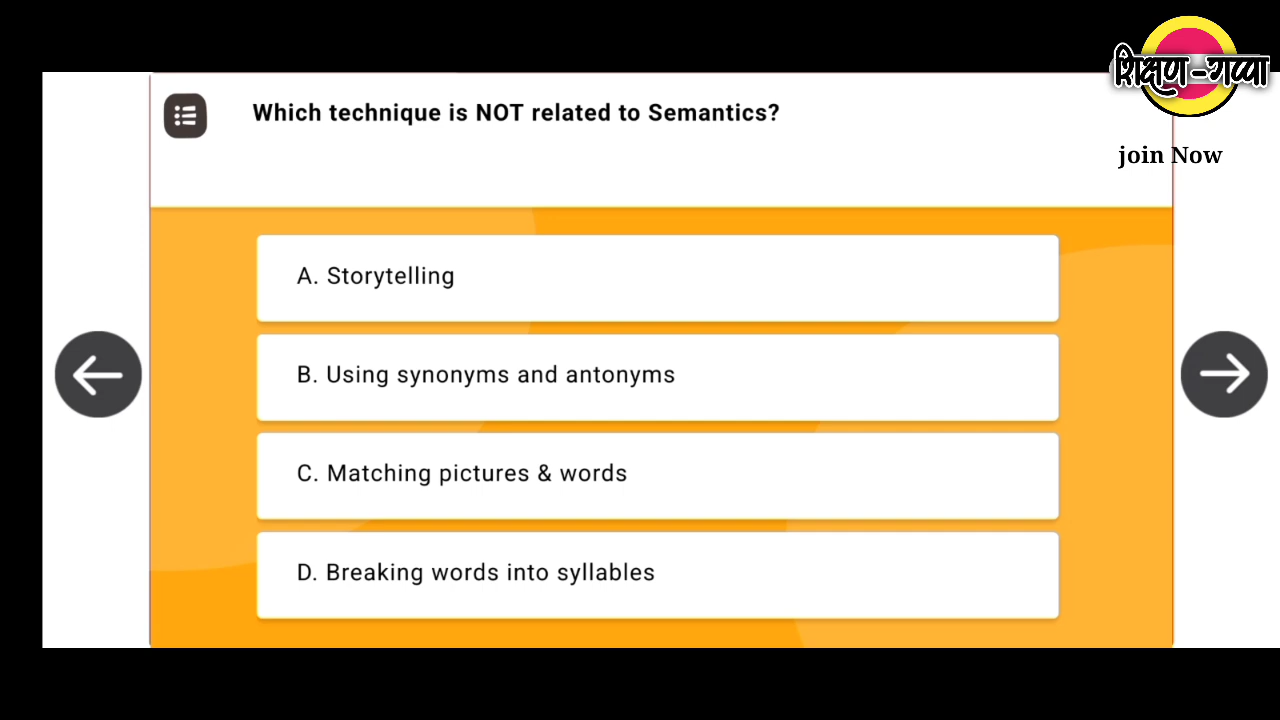 शिक्षण-गप्पा
Which technique is NOT related to Semantics?
join Now
A. Storytelling
B. Using synonyms and antonyms
C. Matching pictures & words
D. Breaking words into syllables